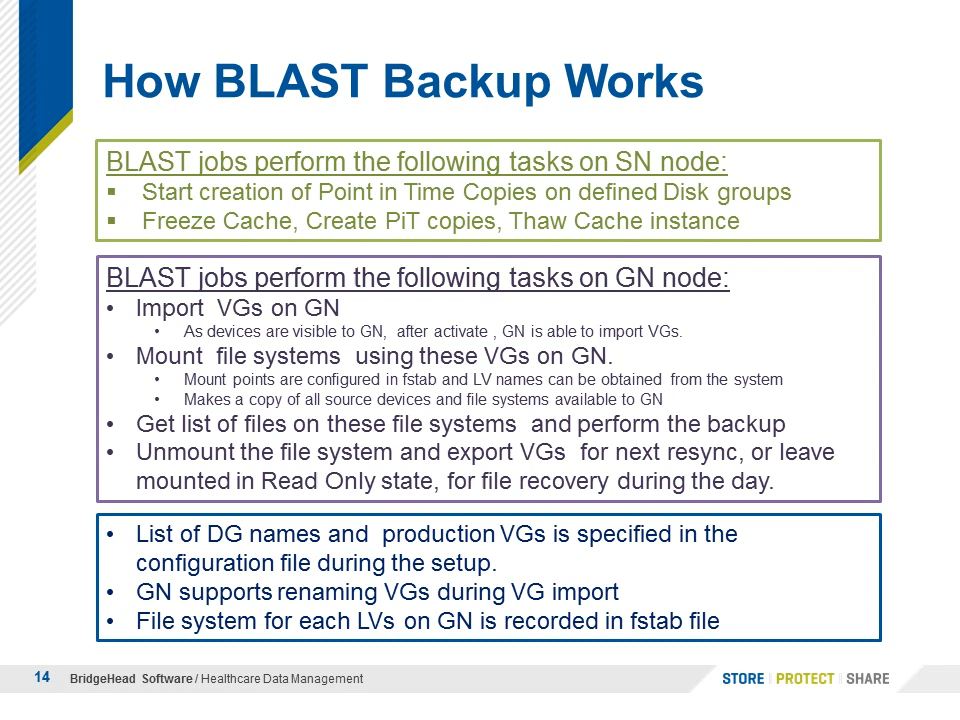 How BLAST Backup Works
BLAST jobs perform the following tasks on SN node:
▪ Start creation of Point in Time Copies on defined Disk groups
▪ Freeze Cache, Create PiT copies, Thaw Cache instance
BLAST jobs perform the following tasks on GN node:
• Import VGs on GN
• As devices are visible to GN, after activate , GN is able to import VGs.
• Mount file systems using these VGs on GN.
• Mount points are configured in fstab and LV names can be obtained from the system
• Makes a copy of all source devices and file systems available to GN
• Get list of files on these file systems and perform the backup
• Unmount the file system and export VGs for next resync, or leave
mounted in Read Only state, for file recovery during the day.
• List of DG names and production VGs is specified in the
configuration file during the setup.
• GN supports renaming VGs during VG import
• File system for each LVs on GN is recorded in fstab file
14 BridgeHead Software / Healthcare Data Management STORE | PROTECT | SHARE